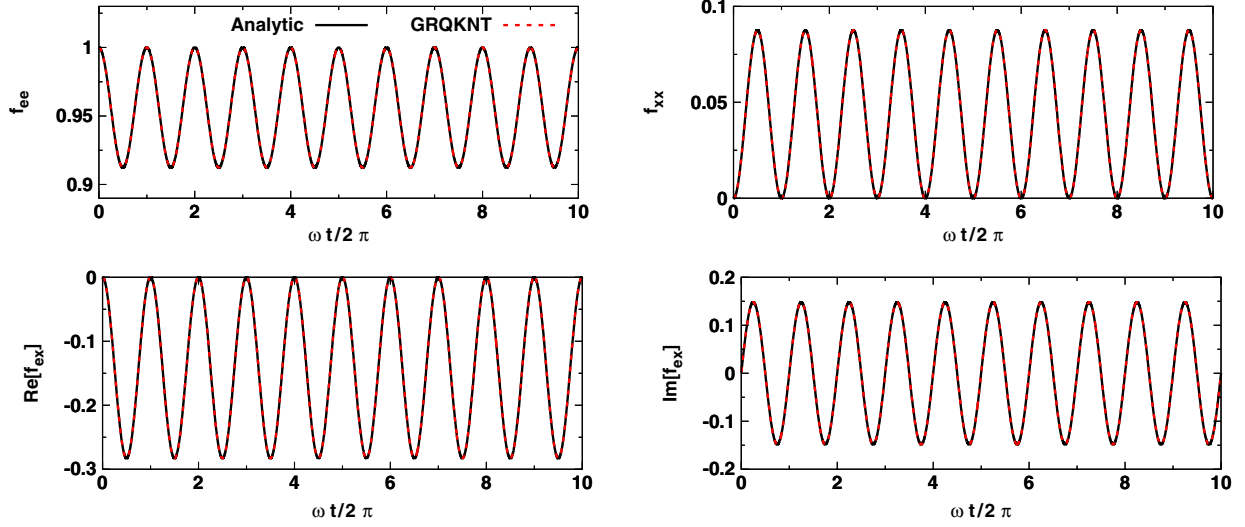 Analytic
GRQKNT
1
0.95
0.9
f_ee
0 2 4 6 8 10
ω t/2 π
0.1
0.05
0
f_xx
0 2 4 6 8 10
ω t/2 π
0
-0.1
-0.2
-0.3
Re[f_ex]
0 2 4 6 8 10
ω t/2 π
0.2
0.1
0
-0.1
-0.2
Im[f_ex]
0 2 4 6 8 10
ω t/2 π